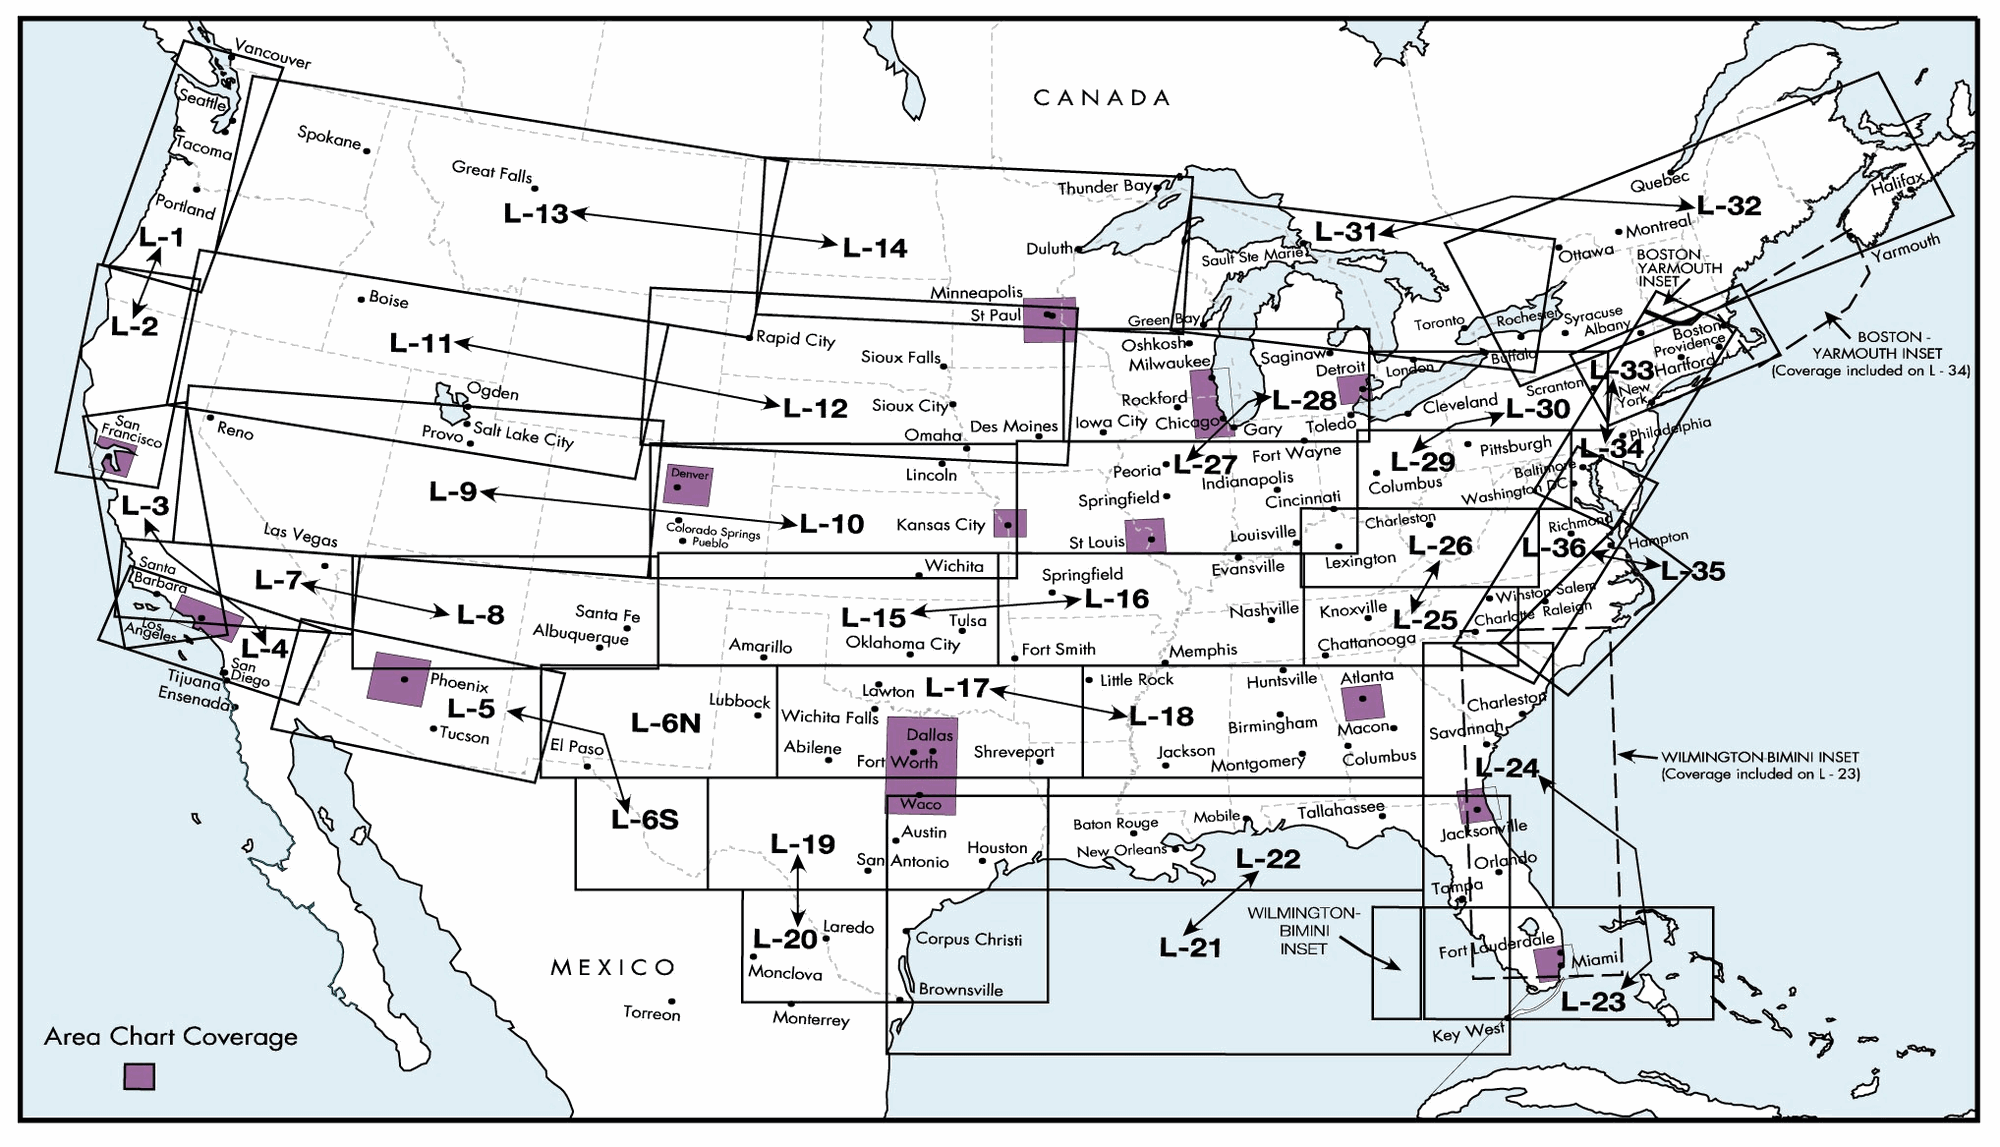 Vancouver
CANADA
Seattle
Tacoma
Spokane
Great Falls
Thunder Bay
Quebec
Halifax
Portland
L-13
L-14
L-31
L-32
L-1
Duluth
Sault Ste Marie
Ottawa
Montreal
Yarmouth
BOSTON
YARMOUTH
INSET
L-2
Boise
Minneapolis
St Paul
Green Bay
Toronto
Rochester
Syracuse
Albany
Boston
Providence
Hartford
BOSTON -
YARMOUTH INSET
(Coverage included on L - 34)
L-11
Rapid City
Sioux Falls
Oshkosh
Milwaukee
Saginaw
Detroit
London
Buffalo
Scranton
L-33
New
York
Ogden
L-12
Sioux City
Rockford
Chicago
L-28
Cleveland
L-30
San
Francisco
Reno
Provo
Salt Lake City
Omaha
Des Moines
Iowa City
Gary
Toledo
Pittsburgh
Philadelphia
L-34
Denver
Lincoln
Peoria
L-27
Fort Wayne
L-29
Baltimore
L-9
Indianapolis
Columbus
Washington DC
L-3
L-10
Kansas City
Springfield
Cincinnati
Charleston
Richmond
Las Vegas
Colorado Springs
Pueblo
St Louis
Louisville
L-26
L-36
Hampton
Santa
Barbara
Wichita
Evansville
Lexington
L-35
L-7
L-8
Santa Fe
Albuquerque
L-15
Tulsa
Oklahoma City
Springfield
L-16
Nashville
Knoxville
L-25
Winston Salem
Charlotte
Raleigh
Los
Angeles
L-4
Amarillo
Fort Smith
Memphis
Chattanooga
San
Diego
Tijuana
Ensenada
Phoenix
L-5
Tucson
Lubbock
L-6N
Lawton
L-17
Wichita Falls
Little Rock
L-18
Huntsville
Atlanta
Birmingham
Macon
Charleston
Savannah
El Paso
Abilene
Dallas
Fort Worth
Shreveport
Jackson
Montgomery
Columbus
L-24
WILMINGTON-BIMINI INSET
(Coverage included on L - 23)
L-6S
Waco
Austin
Baton Rouge
Mobile
Tallahassee
Jacksonville
L-19
San Antonio
Houston
New Orleans
L-22
Orlando
Tampa
L-20
Laredo
Monclova
Corpus Christi
L-21
WILMINGTON-
BIMINI
INSET
Fort Lauderdale
Miami
MEXICO
Torreon
Brownsville
Monterrey
L-23
Key West
Area Chart Coverage